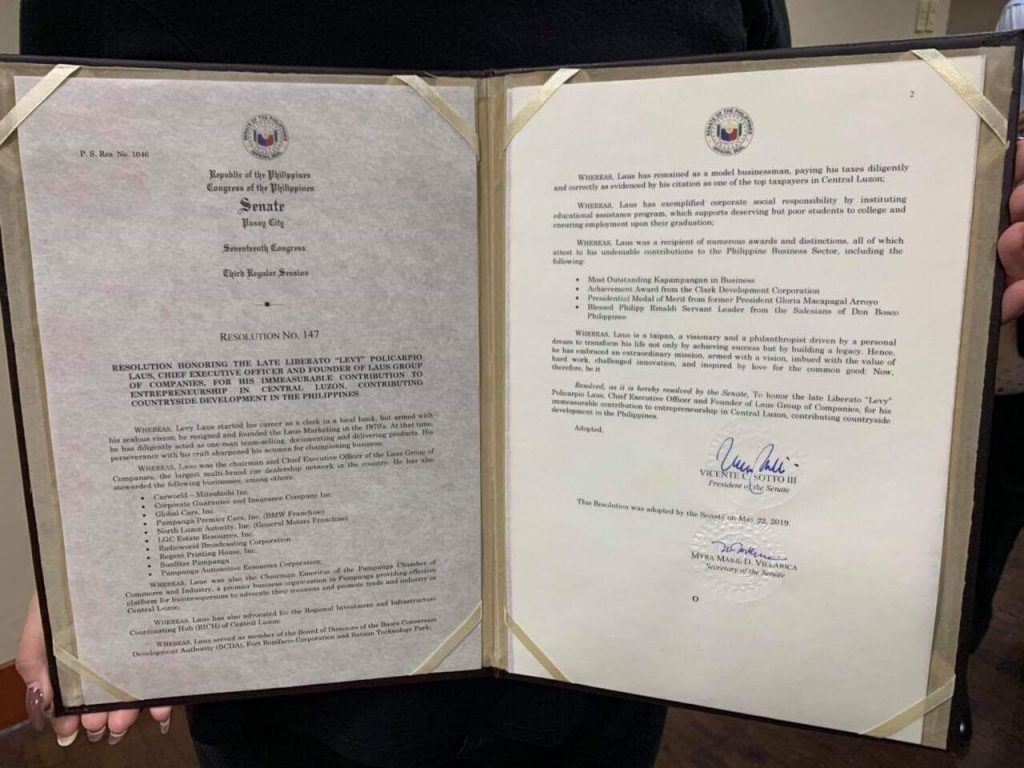 SENATE OF THE PHILIPPINES
OFFICIAL SEAL
P. S. Res. No. 1046
Republic of the Philippines
Congress of the Philippines
Senate
Pasay City
Seventeenth Congress
Third Regular Session
RESOLUTION NO. 147
RESOLUTION HONORING THE LATE LIBERATO "LEVY" POLICARPIO
LAUS, CHIEF EXECUTIVE OFFICER AND FOUNDER OF LAUS GROUP
OF COMPANIES, FOR HIS IMMEASURABLE CONTRIBUTION TO
ENTREPRENEURSHIP IN CENTRAL LUZON, CONTRIBUTING
COUNTRYSIDE DEVELOPMENT IN THE PHILIPPINES
WHEREAS, Levy Laus started his career as a clerk in a local bank, but armed with
his zealous vision; he resigned and founded the Laus Marketing in the 1970's. At that time,
he has diligently acted as one-man team-selling, documenting and delivering products. His
perseverance with his craft sharpened his acumen for championing business;
WHEREAS, Laus was the chairman and Chief Executive Officer of the Laus Group of
Companies, the largest multi-brand car dealership network in the country. He has also
stewarded the following businesses, among others:
• Carworld – Mitsubishi Inc.
• Corporate Guarantee and Insurance Company Inc.
• Global Cars, Inc.
• Pampanga Premier Cars, Inc. (BMW Franchise)
• North Luzon Autocity, Inc. (General Motors Franchise)
• LGC Estate Resources, Inc.
• Radioworld Broadcasting Corporation
• Regent Printing House, Inc.
• SunStar Pampanga
• Pampanga Automotive Resources Corporation;
WHEREAS, Laus was also the Chairman Emeritus of the Pampanga Chamber of
Commerce and Industry, a premier business organization in Pampanga providing effective
platform for businesspersons to advocate their concerns and promote trade and industry in
Central Luzon;
WHEREAS, Laus has also advocated for the Regional Investment and Infrastructure
Coordinating Hub (RICH) of Central Luzon;
WHEREAS, Laus served as member of the Board of Directors of the Bases Conversion
Development Authority (BCDA), Fort Bonifacio Corporation and Bataan Technology Park;
2
SENATE OF THE PHILIPPINES
OFFICIAL SEAL
WHEREAS, Laus has remained as a model businessman, paying his taxes diligently
and correctly as evidenced by his citation as one of the top taxpayers in Central Luzon;
WHEREAS, Laus has exemplified corporate social responsibility by instituting
educational assistance program, which supports deserving but poor students to college and
ensuring employment upon their graduation;
WHEREAS, Laus was a recipient of numerous awards and distinctions, all of which
attest to his undeniable contributions to the Philippine Business Sector, including the
following:
• Most Outstanding Kapampangan in Business
• Achievement Award from the Clark Development Corporation
• Presidential Medal of Merit from former President Gloria Macapagal Arroyo
• Blessed Philipp Rinaldi Servant Leader from the Salesians of Don Bosco
Philippines
WHEREAS, Laus is a taipan, a visionary and a philanthropist driven by a personal
dream to transform his life not only by achieving success but by building a legacy. Hence,
he has embraced an extraordinary mission, armed with a vision, imbued with the value of
hard work, challenged innovation, and inspired by love for the common good: Now,
therefore, be it
Resolved, as it is hereby resolved by the Senate, To honor the late Liberato "Levy"
Policarpio Laus, Chief Executive Officer and Founder of Laus Group of Companies, for his
immeasurable contribution to entrepreneurship in Central Luzon, contributing countryside
development in the Philippines.
Adopted,
VICENTE C. SOTTO III
President of the Senate
This Resolution was adopted by the Senate on May 22, 2019.
MYRA MARIE D. VILLARICA
Secretary of the Senate
O